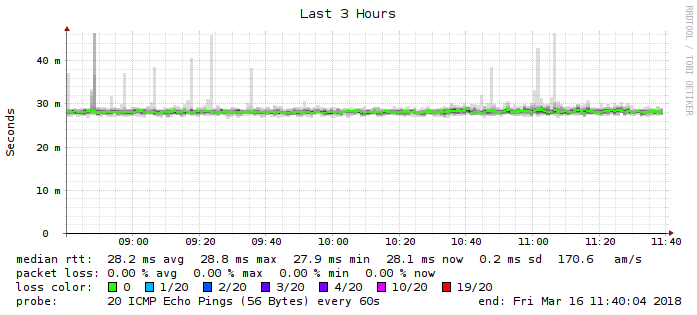 Last 3 Hours
RRDTOOL / TOBI OETIKER
Seconds
40 m
30 m
20 m
10 m
0
09:00 09:20 09:40 10:00 10:20 10:40 11:00 11:20 11:40
median rtt: 28.2 ms avg 28.8 ms max 27.9 ms min 28.1 ms now 0.2 ms sd 170.6 am/s
packet loss: 0.00 % avg 0.00 % max 0.00 % min 0.00 % now
loss color: 0 1/20 2/20 3/20 4/20 10/20 19/20
probe: 20 ICMP Echo Pings (56 Bytes) every 60s end: Fri Mar 16 11:40:04 2018